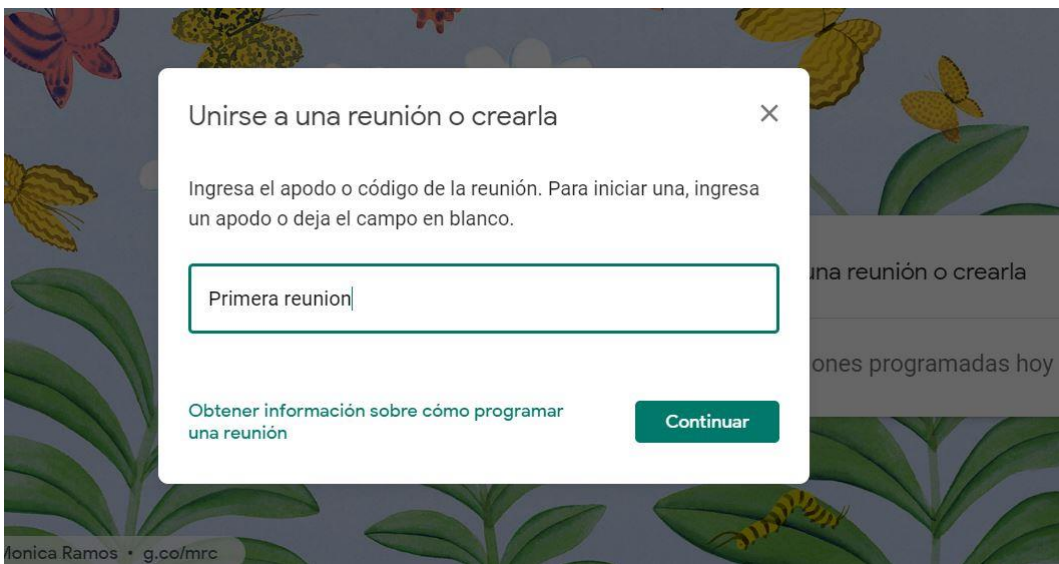 Unirse a una reunión o crearla
Ingresa el apodo o código de la reunión. Para iniciar una, ingresa
un apodo o deja el campo en blanco.
Primera reunion
Obtener información sobre cómo programar
una reunión
Continuar
una reunión o crearla
ones programadas hoy
Monica Ramos • g.co/mrc